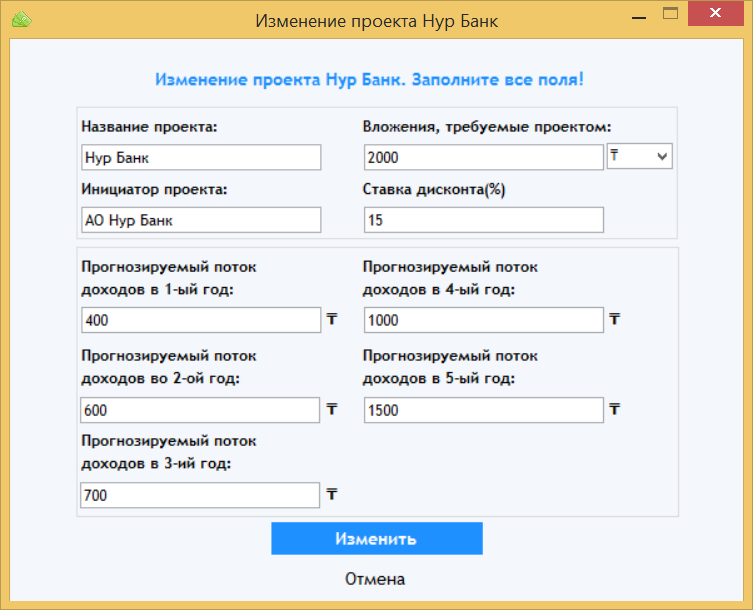 Изменение проекта Нур Банк
Изменение проекта Нур Банк. Заполните все поля!
Название проекта:
Нур Банк
Вложения, требуемые проектом:
2000 ₸
Инициатор проекта:
АО Нур Банк
Ставка дисконта(%)
15
Прогнозируемый поток
доходов в 1-ый год:
400 ₸
Прогнозируемый поток
доходов в 4-ый год:
1000 ₸
Прогнозируемый поток
доходов во 2-ой год:
600 ₸
Прогнозируемый поток
доходов в 5-ый год:
1500 ₸
Прогнозируемый поток
доходов в 3-ий год:
700 ₸
Изменить
Отмена